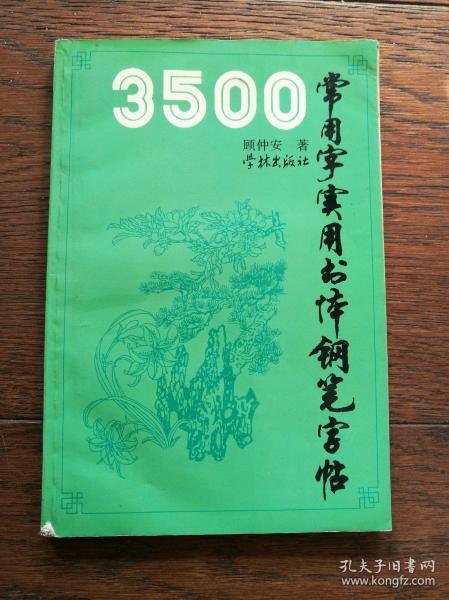 3500
常用字实用书体钢笔字帖
顾仲安 著
学林出版社
孔夫子旧书网
www.kongfz.com